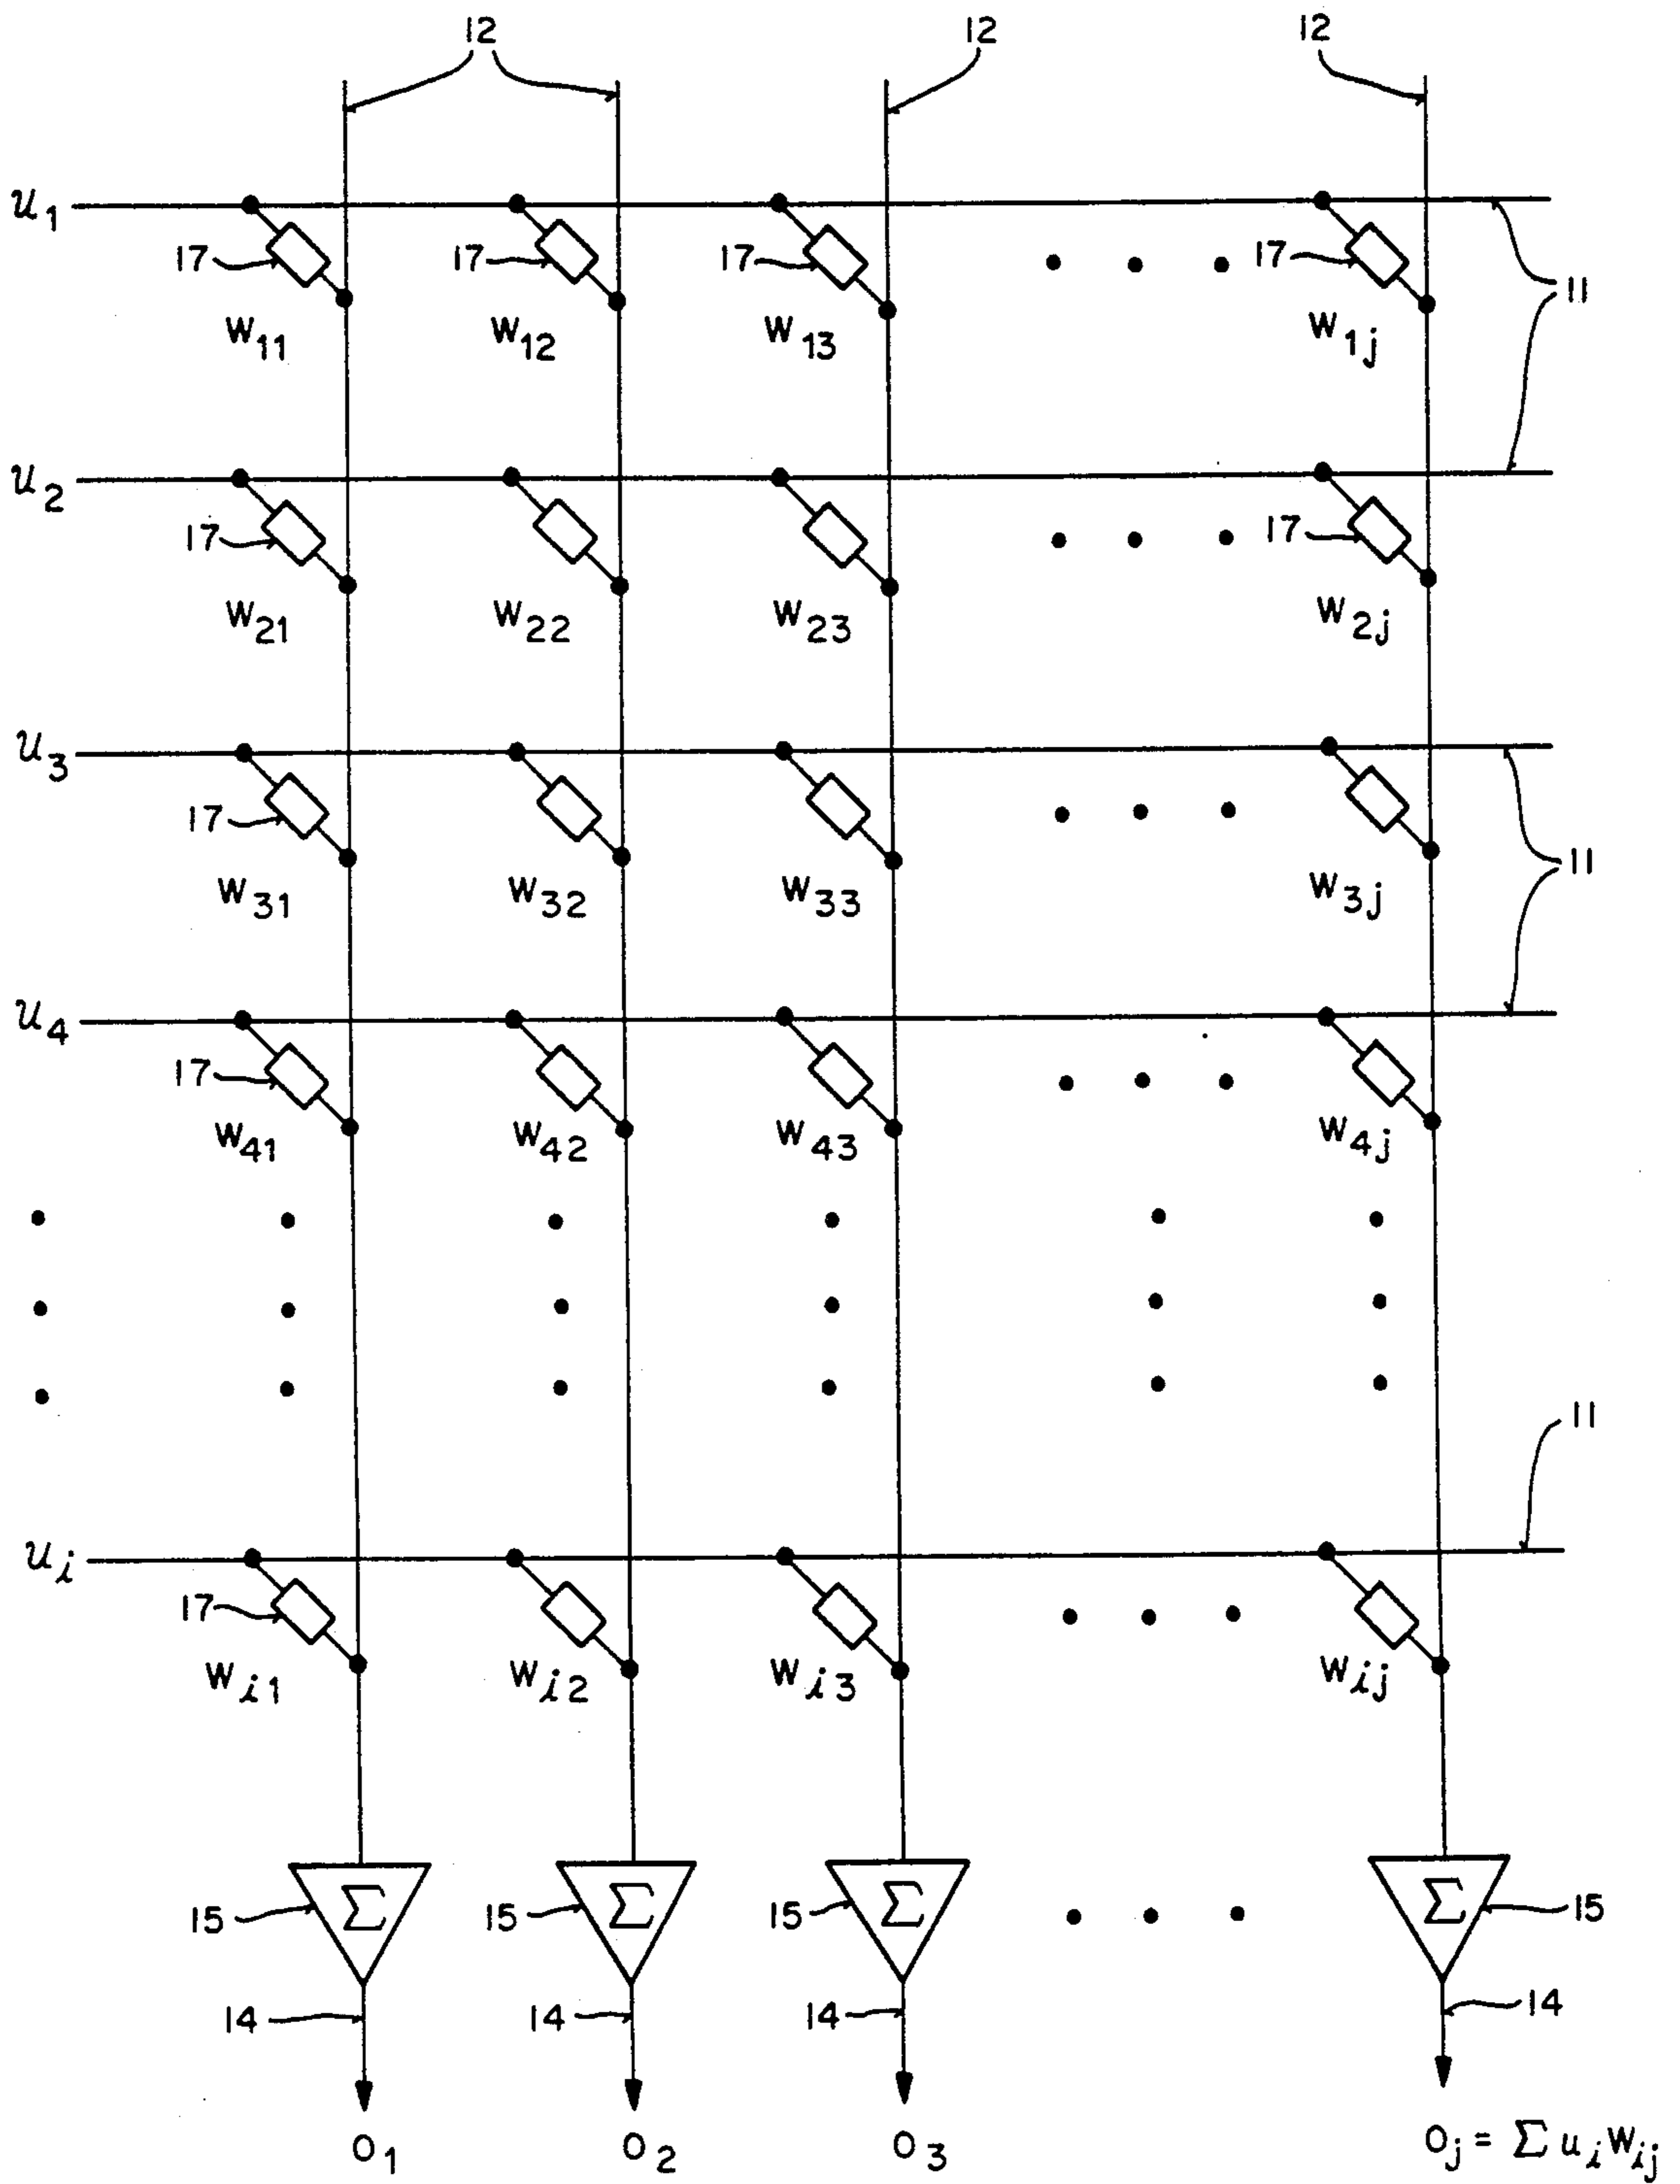 12 12 12
u1
17 17 17 17
11
W11 W12 W13 W1j
u2
17 17
W21 W22 W23 W2j
u3
17
11
W31 W32 W33 W3j
u4
17
W41 W42 W43 W4j
11
ui
17
Wi1 Wi2 Wi3 Wij
Σ Σ Σ Σ
15 15 15 15
14 14 14 14
O1 O2 O3 Oj = Σ uiWij